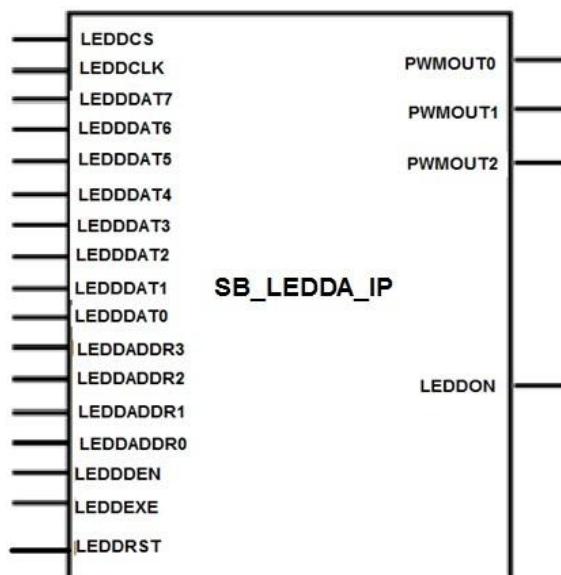 LEDDCS
LEDDCLK
LEDDDAT7
LEDDDAT6
LEDDDAT5
LEDDDAT4
LEDDDAT3
LEDDDAT2
LEDDDAT1
LEDDDAT0
LEDDADDR3
LEDDADDR2
LEDDADDR1
LEDDADDR0
LEDDDEN
LEDDEXE
LEDDRST
SB_LEDDA_IP
PWMOUT0
PWMOUT1
PWMOUT2
LEDDON